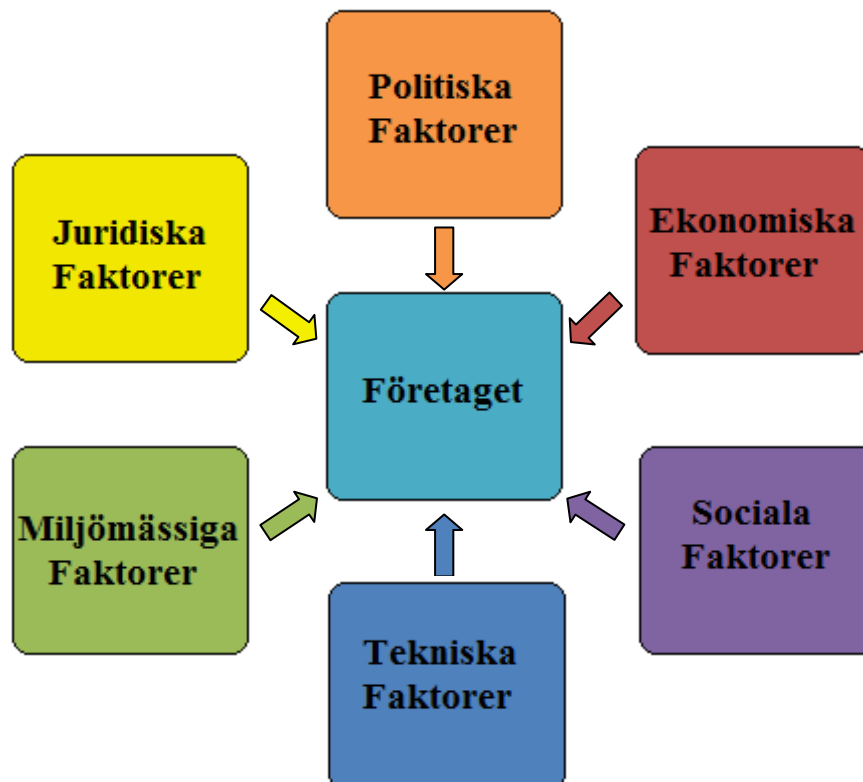 Politiska
Faktorer
Juridiska
Faktorer
Ekonomiska
Faktorer
Företaget
Miljömässiga
Faktorer
Sociala
Faktorer
Tekniska
Faktorer